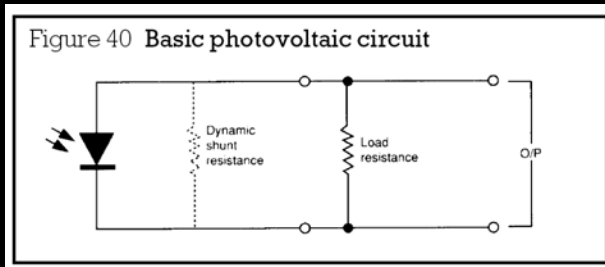 Figure 40 Basic photovoltaic circuit
Dynamic
shunt
resistance
Load
resistance
O/P